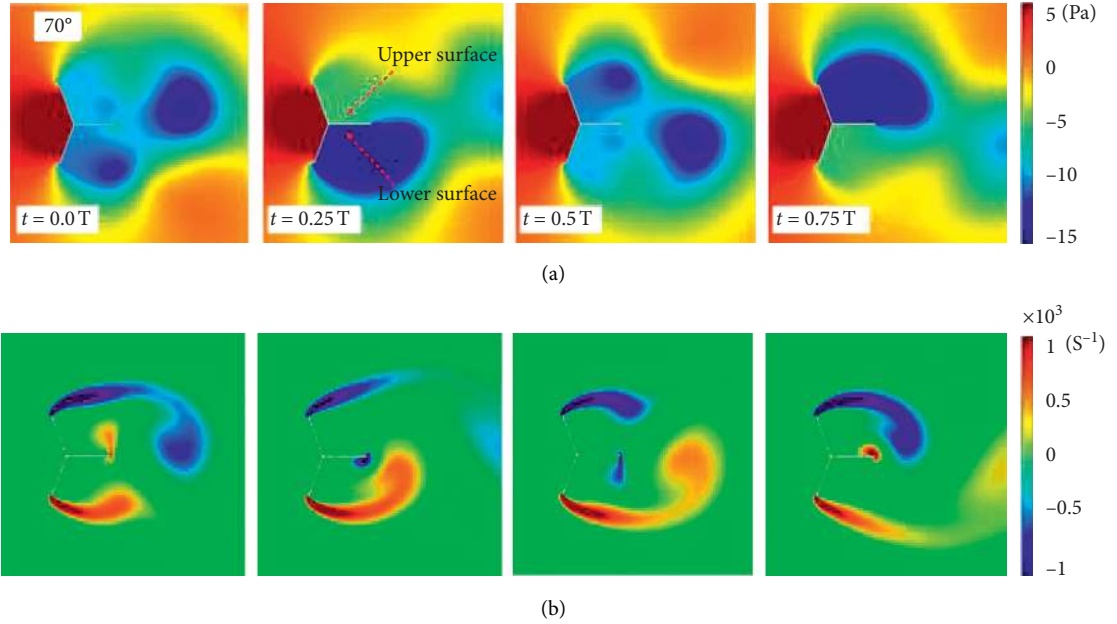 70°
Upper surface
Lower surface
t = 0.0 T
t = 0.25 T
t = 0.5 T
t = 0.75 T
5 (Pa)
0
−5
−10
−15
(a)
×10³
1 (S⁻¹)
0.5
0
−0.5
−1
(b)